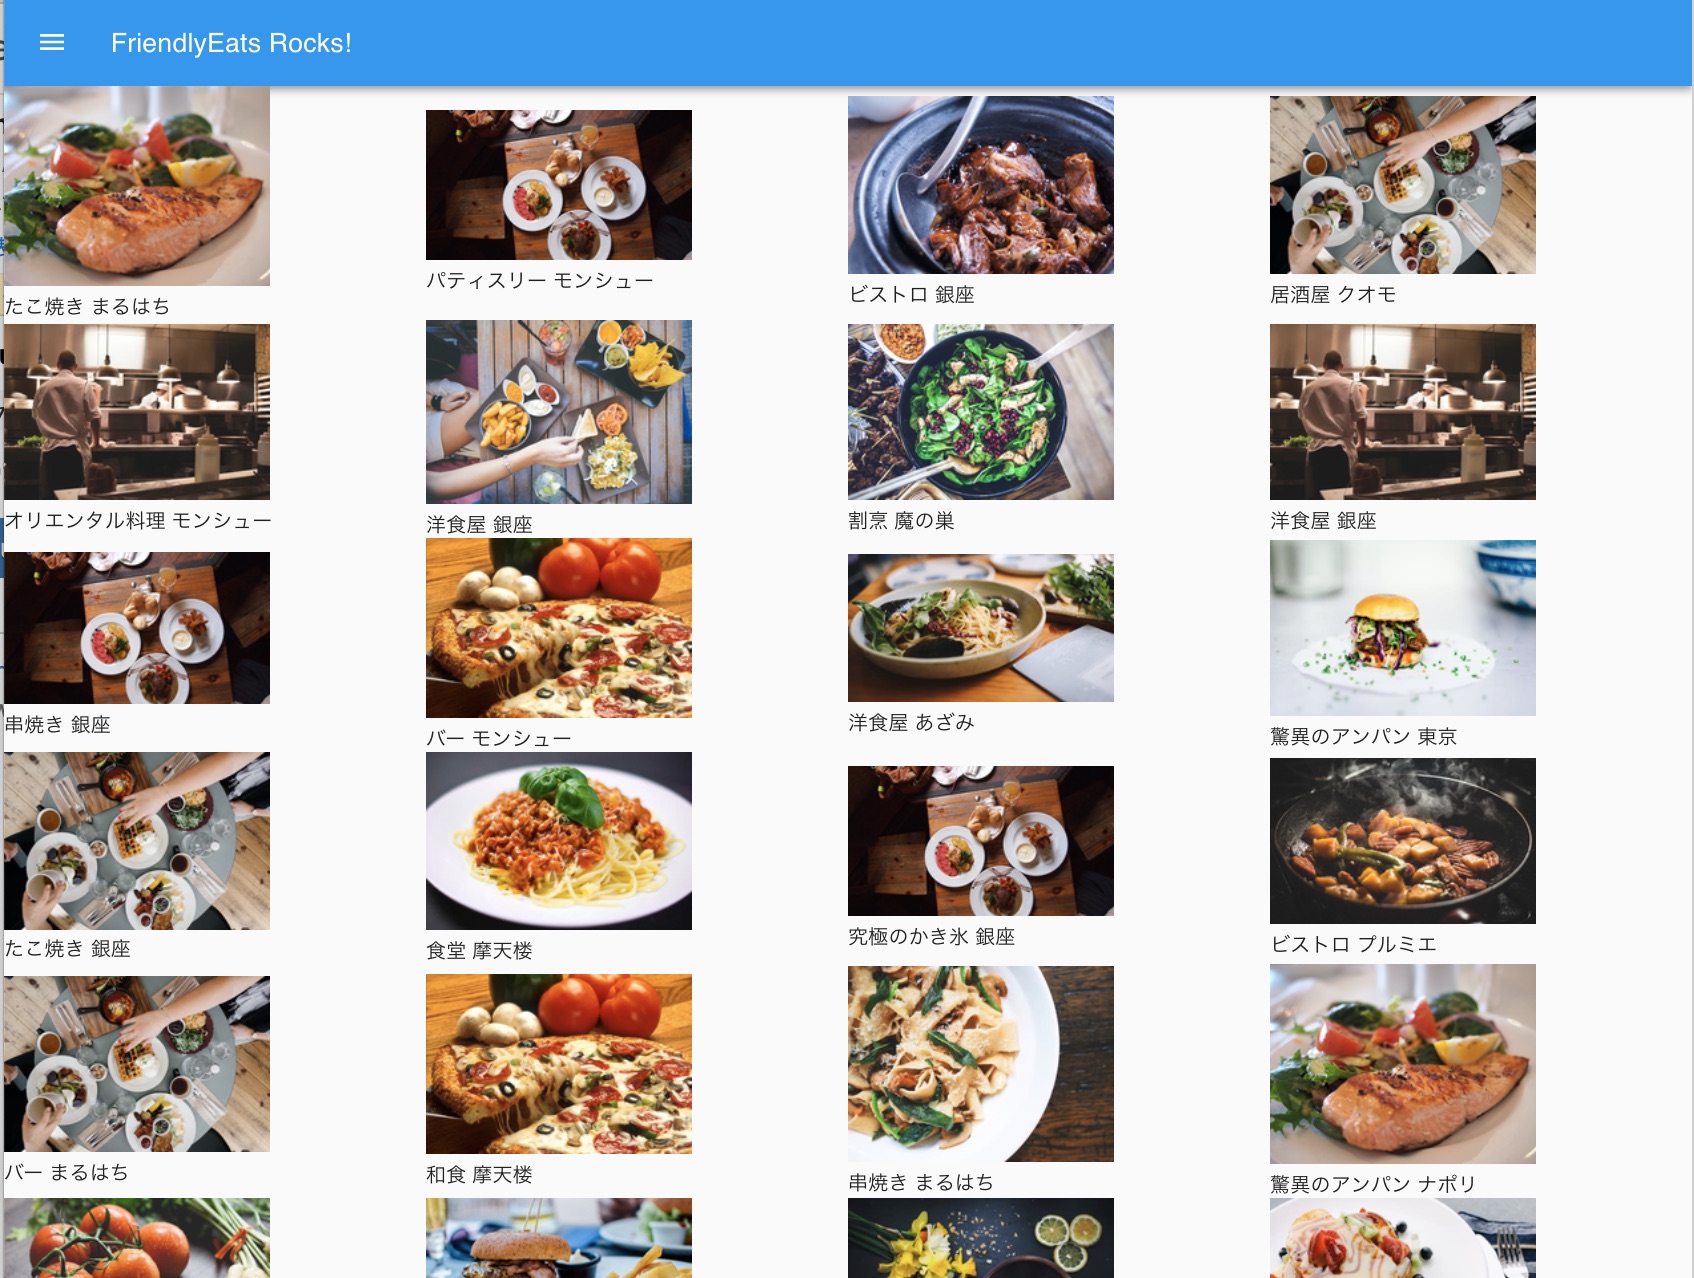 FriendlyEats Rocks!
たこ焼き まるはち
パティスリー モンシュー
ビストロ 銀座
居酒屋 クオモ
オリエンタル料理 モンシュー
洋食屋 銀座
割烹 魔の巣
洋食屋 銀座
串焼き 銀座
バー モンシュー
洋食屋 あざみ
驚異のアンパン 東京
たこ焼き 銀座
食堂 摩天楼
究極のかき氷 銀座
ビストロ プルミエ
バー まるはち
和食 摩天楼
串焼き まるはち
驚異のアンパン ナポリ